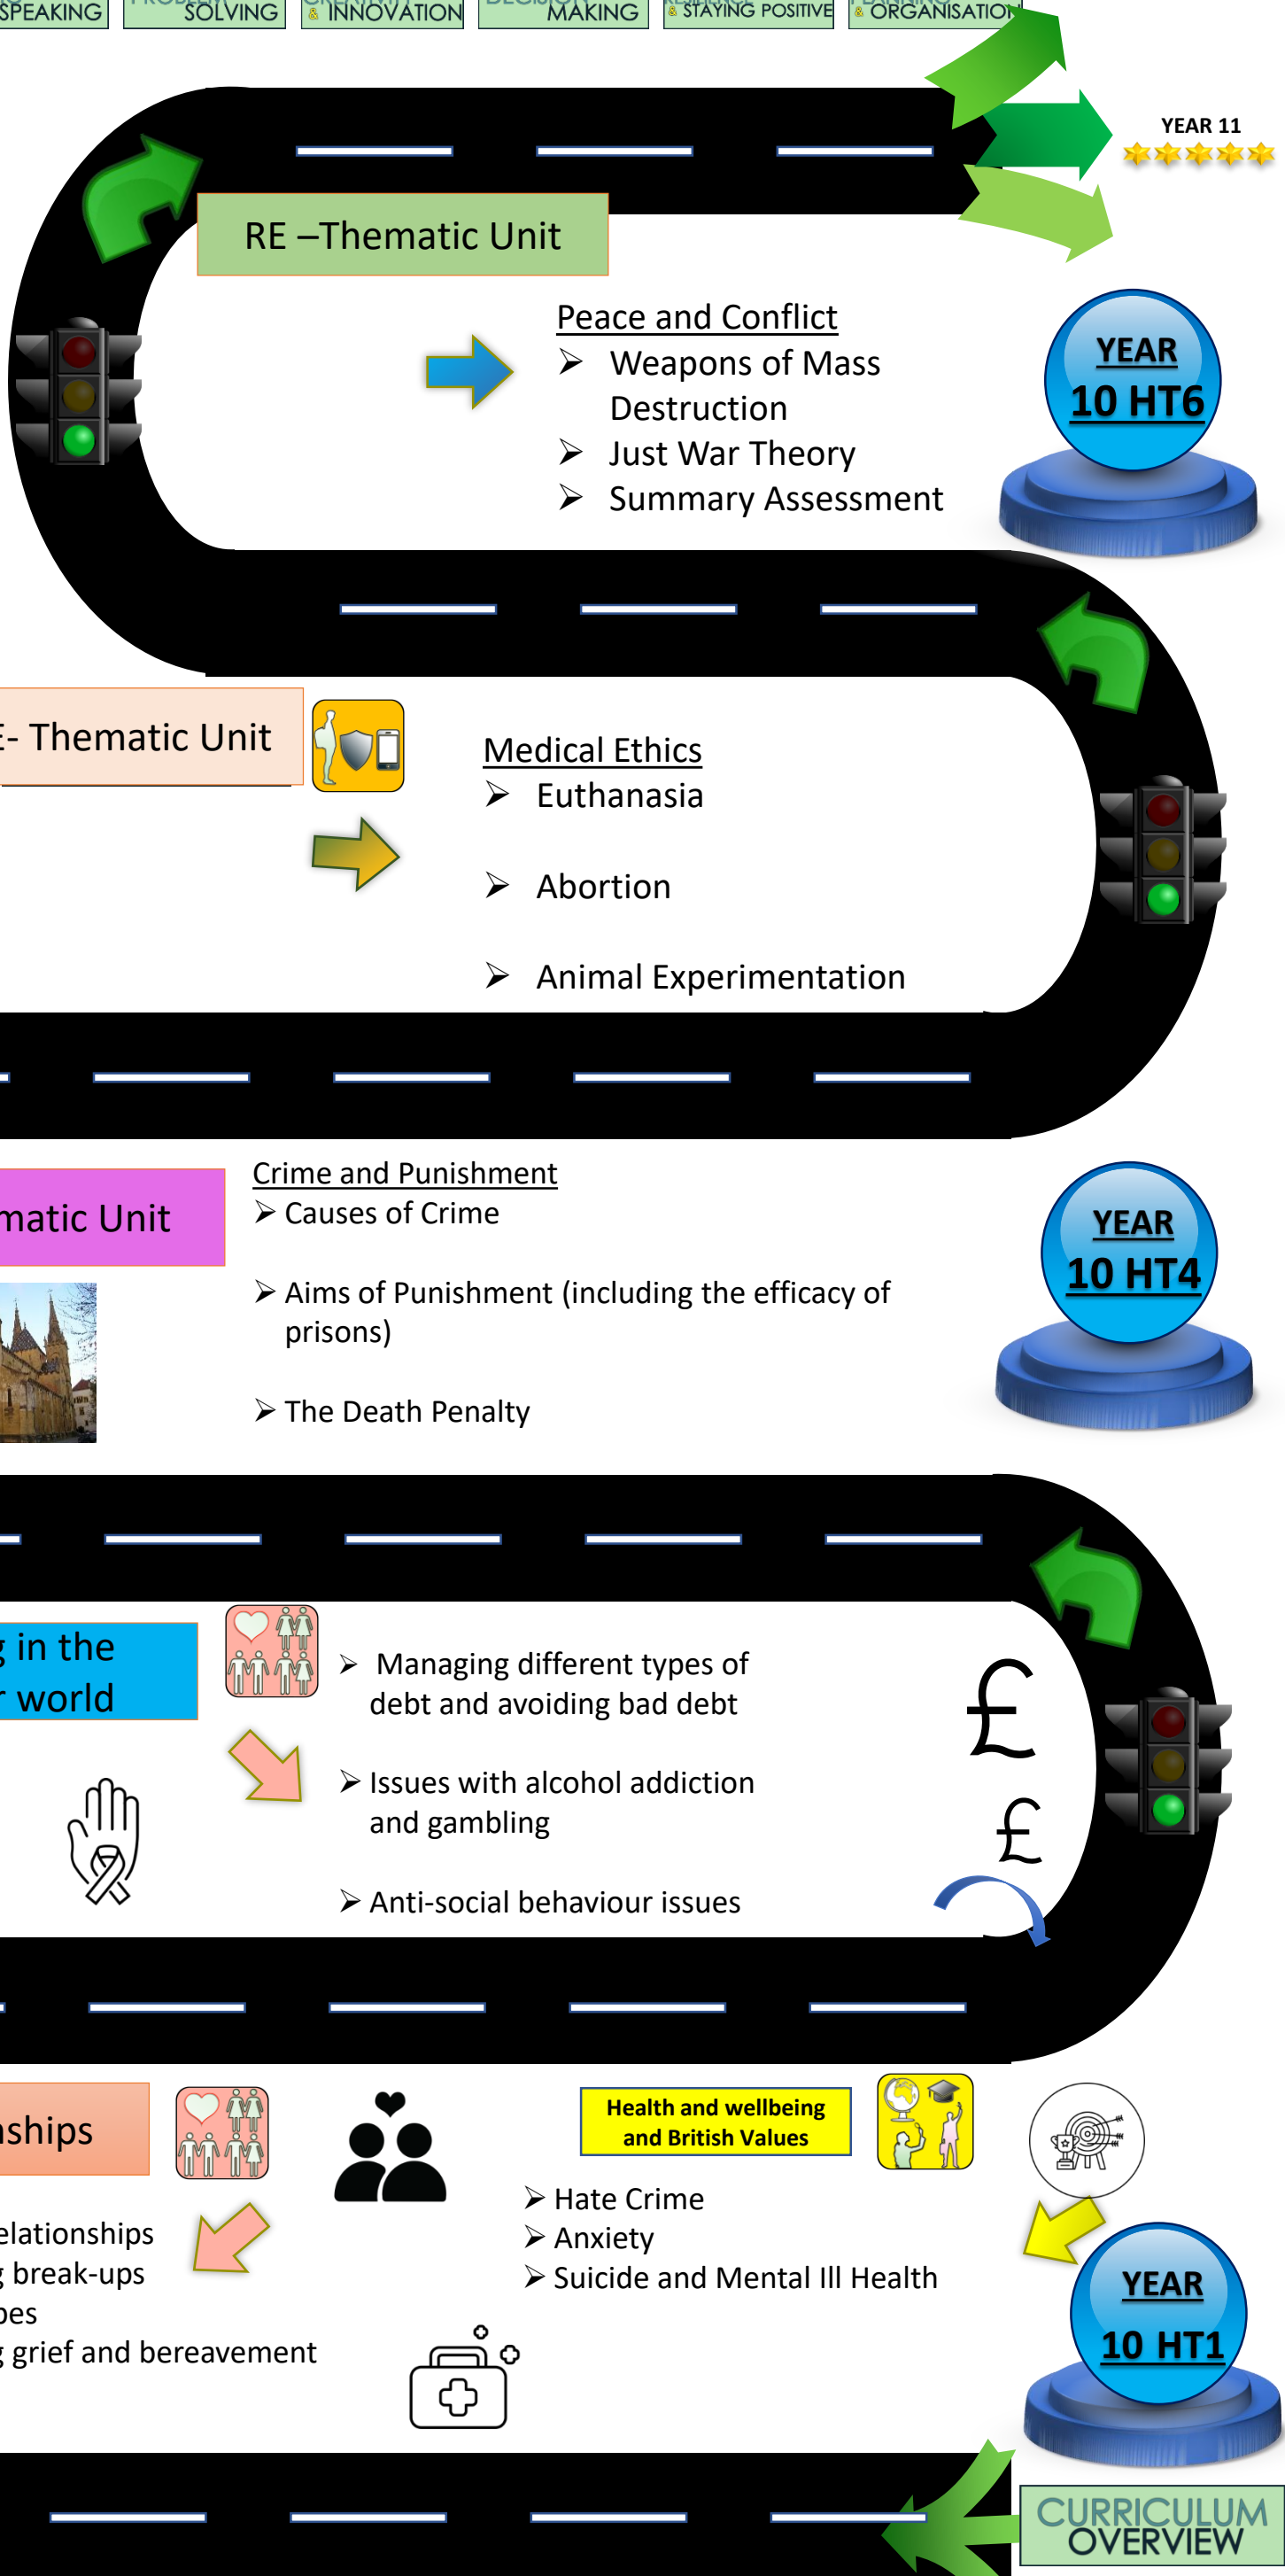 SPEAKING
SOLVING
& INNOVATION
MAKING
& STAYING POSITIVE
& ORGANISATION
YEAR 11
RE –Thematic Unit
Peace and Conflict
➢ Weapons of Mass
Destruction
➢ Just War Theory
➢ Summary Assessment
YEAR
10 HT6
E- Thematic Unit
Medical Ethics
➢ Euthanasia
➢ Abortion
➢ Animal Experimentation
matic Unit
Crime and Punishment
➢ Causes of Crime
➢ Aims of Punishment (including the efficacy of
prisons)
➢ The Death Penalty
YEAR
10 HT4
g in the
r world
➢ Managing different types of
debt and avoiding bad debt
➢ Issues with alcohol addiction
and gambling
➢ Anti-social behaviour issues
£
£
nships
elationships
g break-ups
pes
g grief and bereavement
Health and wellbeing
and British Values
➢ Hate Crime
➢ Anxiety
➢ Suicide and Mental Ill Health
YEAR
10 HT1
CURRICULUM
OVERVIEW